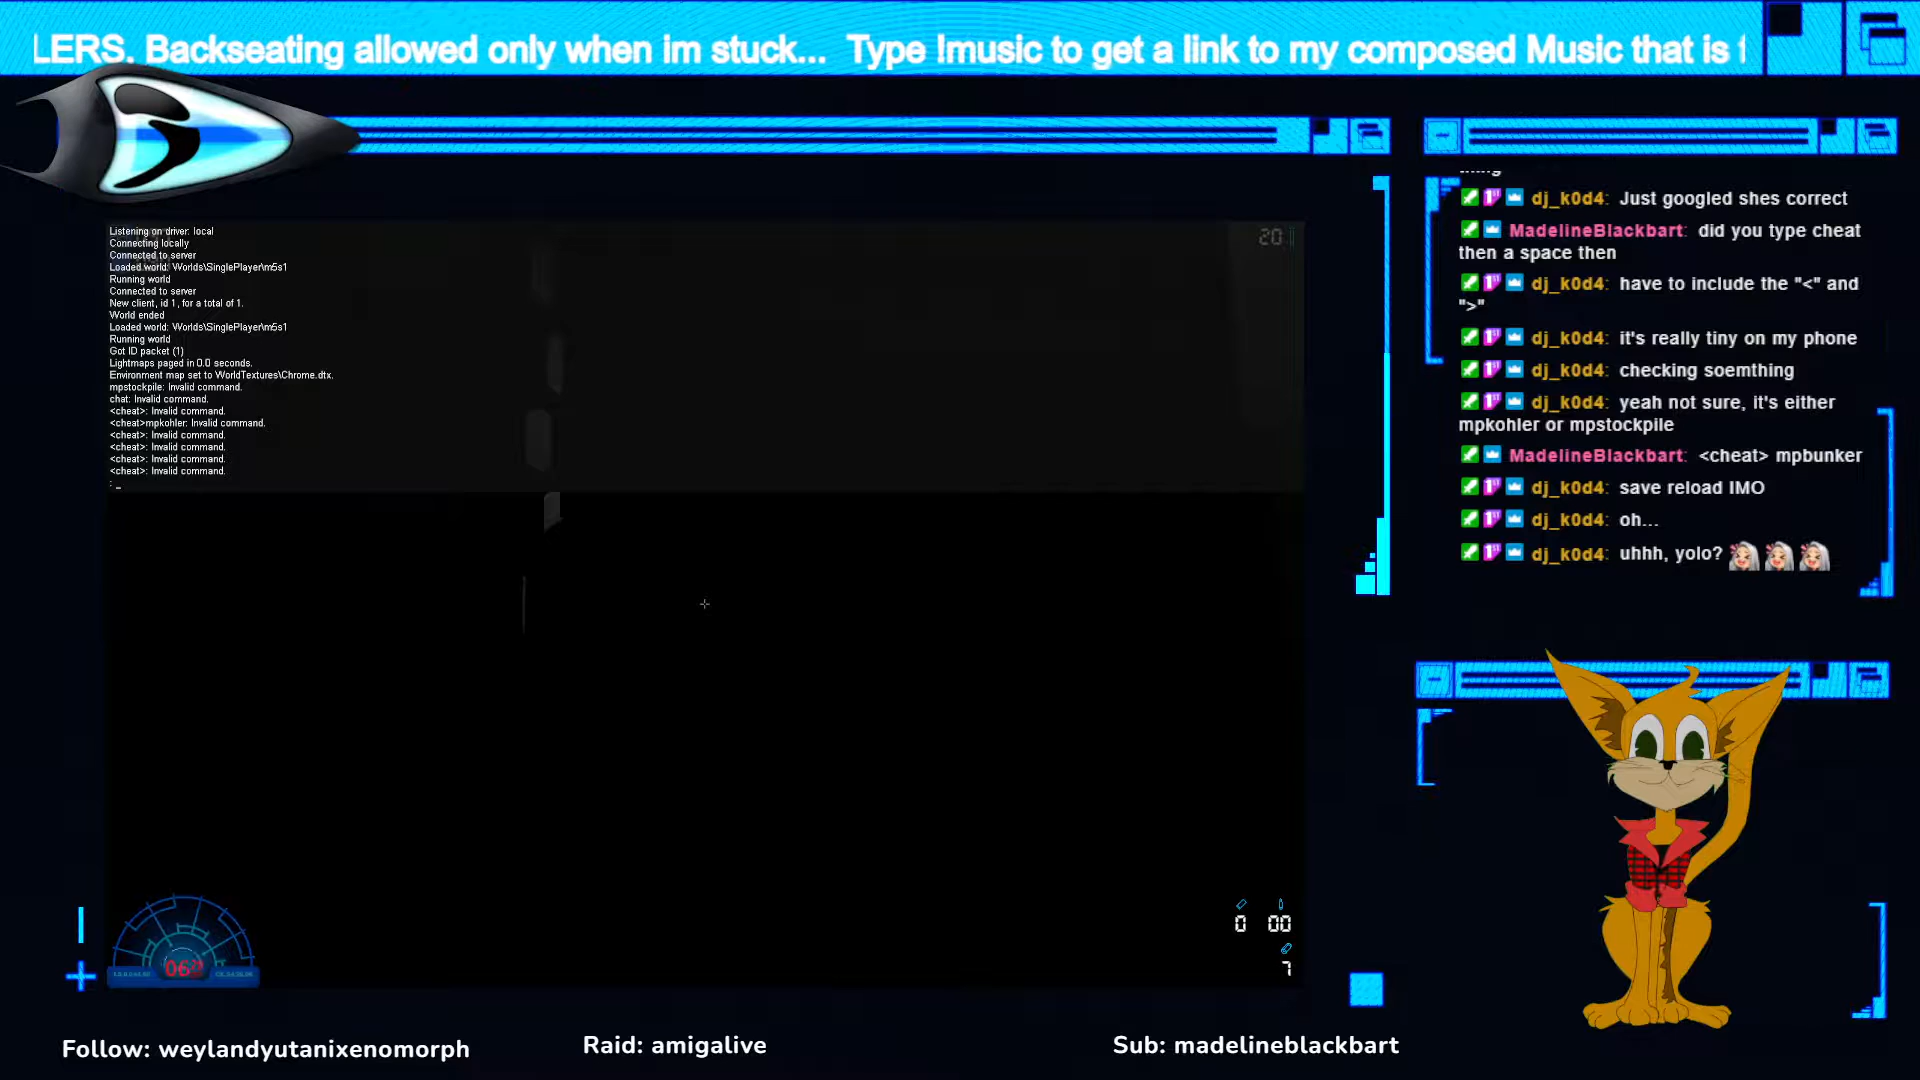 LERS. Backseating allowed only when im stuck... Type !music to get a link to my composed Music that is
dj_k0d4: Just googled shes correct
MadelineBlackbart: did you type cheat
then a space then
dj_k0d4: have to include the "<" and
">"
dj_k0d4: it's really tiny on my phone
dj_k0d4: checking soemthing
dj_k0d4: yeah not sure, it's either
mpkohler or mpstockpile
MadelineBlackbart: <cheat> mpbunker
dj_k0d4: save reload IMO
dj_k0d4: oh...
dj_k0d4: uhhh, yolo?
Listening on driver: local
Connecting locally
Connected to server
Loaded world: Worlds\SinglePlayer\m5s1
Running world
Connected to server
New client, id 1, for a total of 1.
World ended
Loaded world: Worlds\SinglePlayer\m5s1
Running world
Got ID packet (1)
Lightmaps paged in 0.0 seconds.
Environment map set to WorldTextures\Chrome.dtx.
mpstockpile: Invalid command.
chat: Invalid command.
<cheat>: Invalid command.
<cheat>mpkohler: Invalid command.
<cheat>: Invalid command.
<cheat>: Invalid command.
<cheat>: Invalid command.
<cheat>: Invalid command.
:_
20
0 00
7
Follow: weylandyutanixenomorph
Raid: amigalive
Sub: madelineblackbart